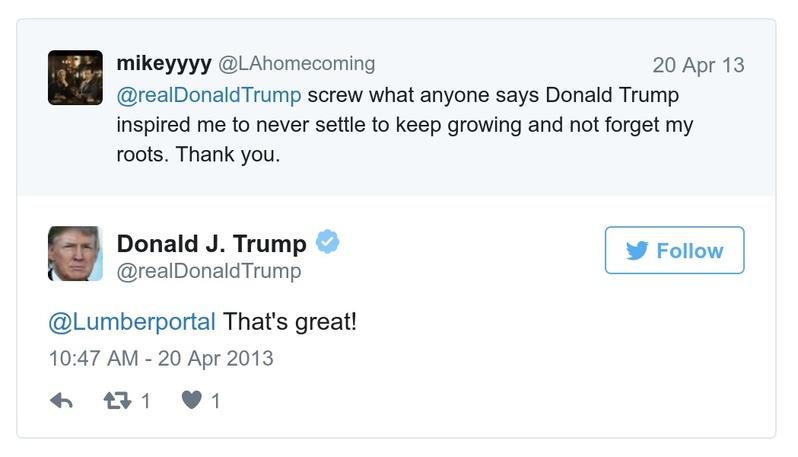 mikeyyyy @LAhomecoming 20 Apr 13
@realDonaldTrump screw what anyone says Donald Trump
inspired me to never settle to keep growing and not forget my
roots. Thank you.
Donald J. Trump
@realDonaldTrump
Follow
@Lumberportal That's great!
10:47 AM - 20 Apr 2013
1 1